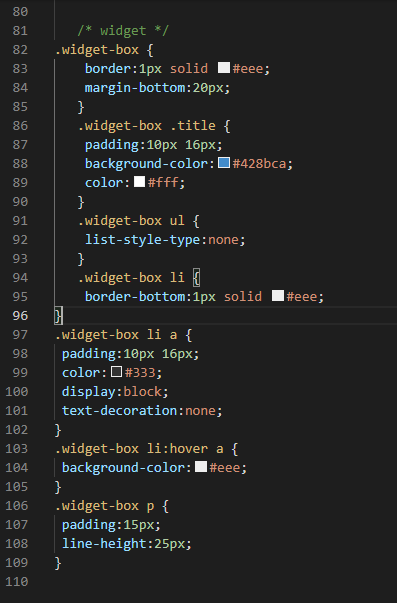 80
81 /* widget */
82 .widget-box {
83 border:1px solid #eee;
84 margin-bottom:20px;
85 }
86 .widget-box .title {
87 padding:10px 16px;
88 background-color:#428bca;
89 color:#fff;
90 }
91 .widget-box ul {
92 list-style-type:none;
93 }
94 .widget-box li {
95 border-bottom:1px solid #eee;
96 }
97 .widget-box li a {
98 padding:10px 16px;
99 color:#333;
100 display:block;
101 text-decoration:none;
102 }
103 .widget-box li:hover a {
104 background-color:#eee;
105 }
106 .widget-box p {
107 padding:15px;
108 line-height:25px;
109 }
110